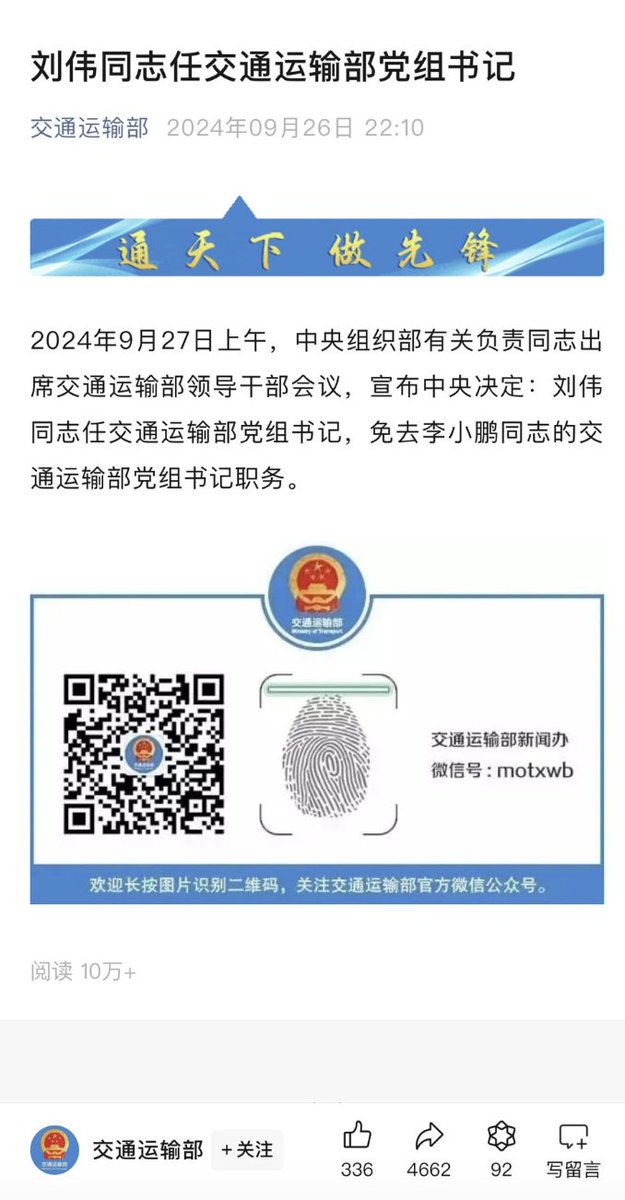 刘伟同志任交通运输部党组书记
交通运输部 2024年09月26日 22:10
通天下 做先锋
2024年9月27日上午，中央组织部有关负责同志出
席交通运输部领导干部会议，宣布中央决定：刘伟
同志任交通运输部党组书记，免去李小鹏同志的交
通运输部党组书记职务。
交通运输部
Ministry of Transport
交通运输部新闻办
微信号：motxwb
欢迎长按图片识别二维码，关注交通运输部官方微信公众号。
阅读 10万+
交通运输部 +关注
336 4662 92 写留言